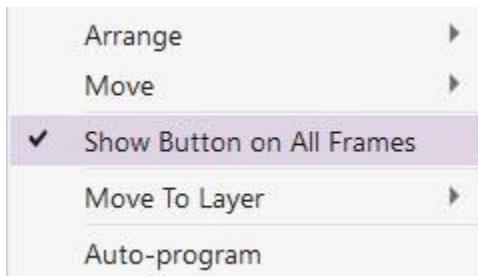 Arrange
Move
Show Button on All Frames
Move To Layer
Auto-program